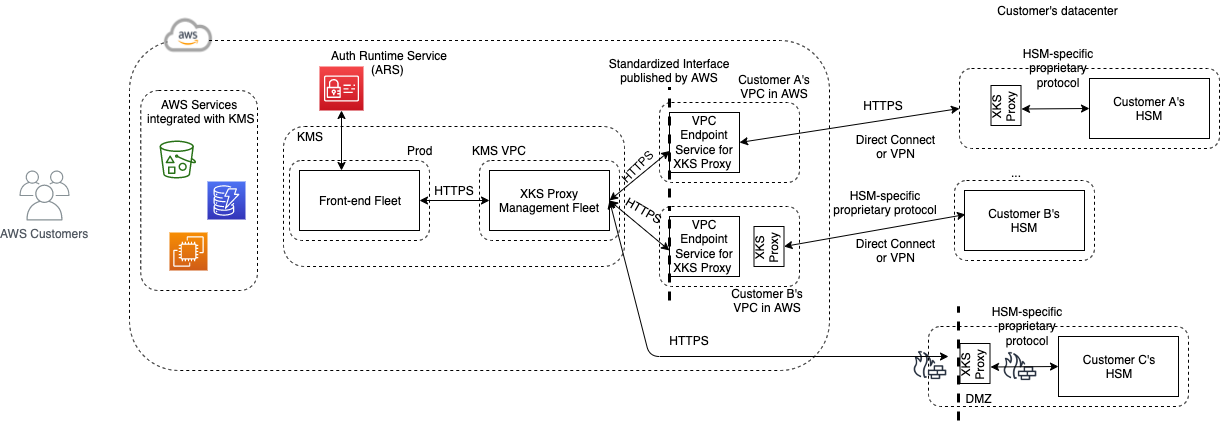 Customer's datacenter
aws
Auth Runtime Service
(ARS)
Standardized Interface
published by AWS
HSM-specific
proprietary
protocol
Customer A's
VPC in AWS
AWS Services
integrated with KMS
HTTPS
XKS
Proxy
Customer A's
HSM
KMS
VPC
Endpoint
Service for
XKS Proxy
Direct Connect
or VPN
Prod
KMS VPC
HTTPS
...
Front-end Fleet
HTTPS
XKS Proxy
Management Fleet
HTTPS
HSM-specific
proprietary protocol
Customer B's
HSM
AWS Customers
VPC
Endpoint
Service for
XKS Proxy
XKS
Proxy
Direct Connect
or VPN
Customer B's
VPC in AWS
HSM-specific
proprietary
protocol
HTTPS
XKS
Proxy
Customer C's
HSM
DMZ